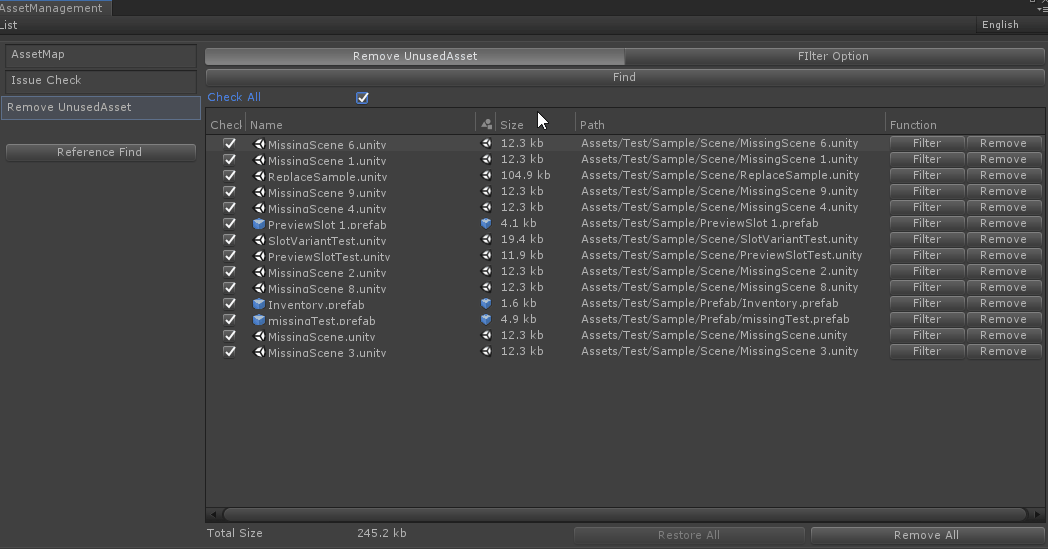 AssetManagement
List
English
AssetMap
Issue Check
Remove UnusedAsset
Reference Find
Remove UnusedAsset FIlter Option
Find
Check All
Check Name Size Path Function
MissingScene 6.unity 12.3 kb Assets/Test/Sample/Scene/MissingScene 6.unity Filter Remove
MissingScene 1.unity 12.3 kb Assets/Test/Sample/Scene/MissingScene 1.unity Filter Remove
ReplaceSample.unity 104.9 kb Assets/Test/Sample/Scene/ReplaceSample.unity Filter Remove
MissingScene 9.unity 12.3 kb Assets/Test/Sample/Scene/MissingScene 9.unity Filter Remove
MissingScene 4.unity 12.3 kb Assets/Test/Sample/Scene/MissingScene 4.unity Filter Remove
PreviewSlot 1.prefab 4.1 kb Assets/Test/Sample/PreviewSlot 1.prefab Filter Remove
SlotVariantTest.unity 19.4 kb Assets/Test/Sample/Scene/SlotVariantTest.unity Filter Remove
PreviewSlotTest.unity 11.9 kb Assets/Test/Sample/Scene/PreviewSlotTest.unity Filter Remove
MissingScene 2.unity 12.3 kb Assets/Test/Sample/Scene/MissingScene 2.unity Filter Remove
MissingScene 8.unity 12.3 kb Assets/Test/Sample/Scene/MissingScene 8.unity Filter Remove
Inventory.prefab 1.6 kb Assets/Test/Sample/Prefab/Inventory.prefab Filter Remove
missingTest.prefab 4.9 kb Assets/Test/Sample/Prefab/missingTest.prefab Filter Remove
MissingScene.unity 12.3 kb Assets/Test/Sample/Scene/MissingScene.unity Filter Remove
MissingScene 3.unity 12.3 kb Assets/Test/Sample/Scene/MissingScene 3.unity Filter Remove
Total Size 245.2 kb Restore All Remove All